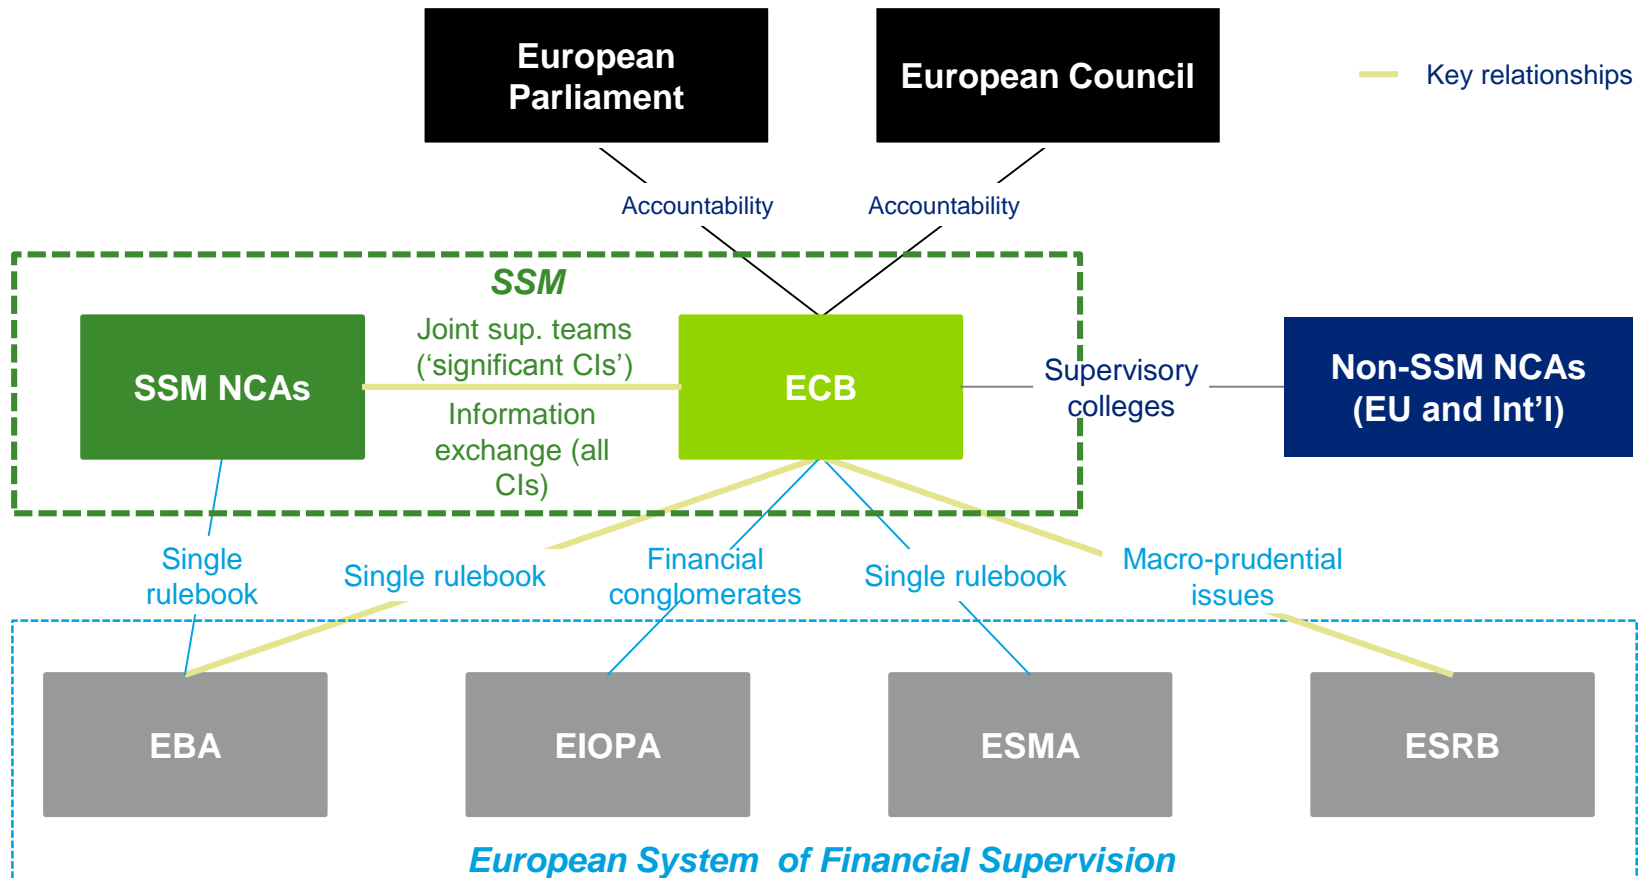 European
Parliament
European Council
Key relationships
Accountability
Accountability
SSM
Joint sup. teams
(‘significant CIs’)
SSM NCAs
ECB
Supervisory
colleges
Non-SSM NCAs
(EU and Int’l)
Information
exchange (all
CIs)
Single
rulebook
Single rulebook
Financial
conglomerates
Single rulebook
Macro-prudential
issues
EBA
EIOPA
ESMA
ESRB
European System of Financial Supervision